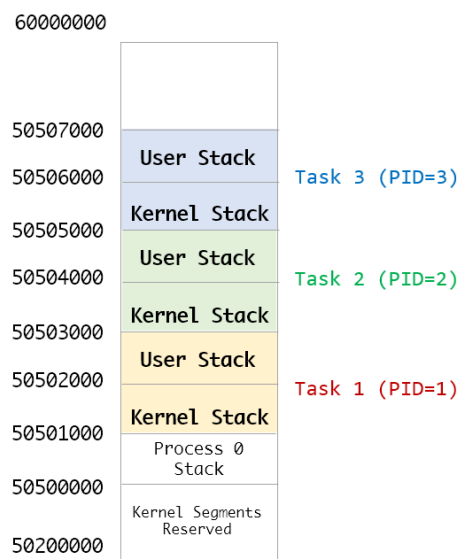 60000000
50507000
User Stack
50506000
Task 3 (PID=3)
Kernel Stack
50505000
User Stack
50504000
Task 2 (PID=2)
Kernel Stack
50503000
User Stack
50502000
Task 1 (PID=1)
Kernel Stack
50501000
Process 0
Stack
50500000
Kernel Segments
Reserved
50200000